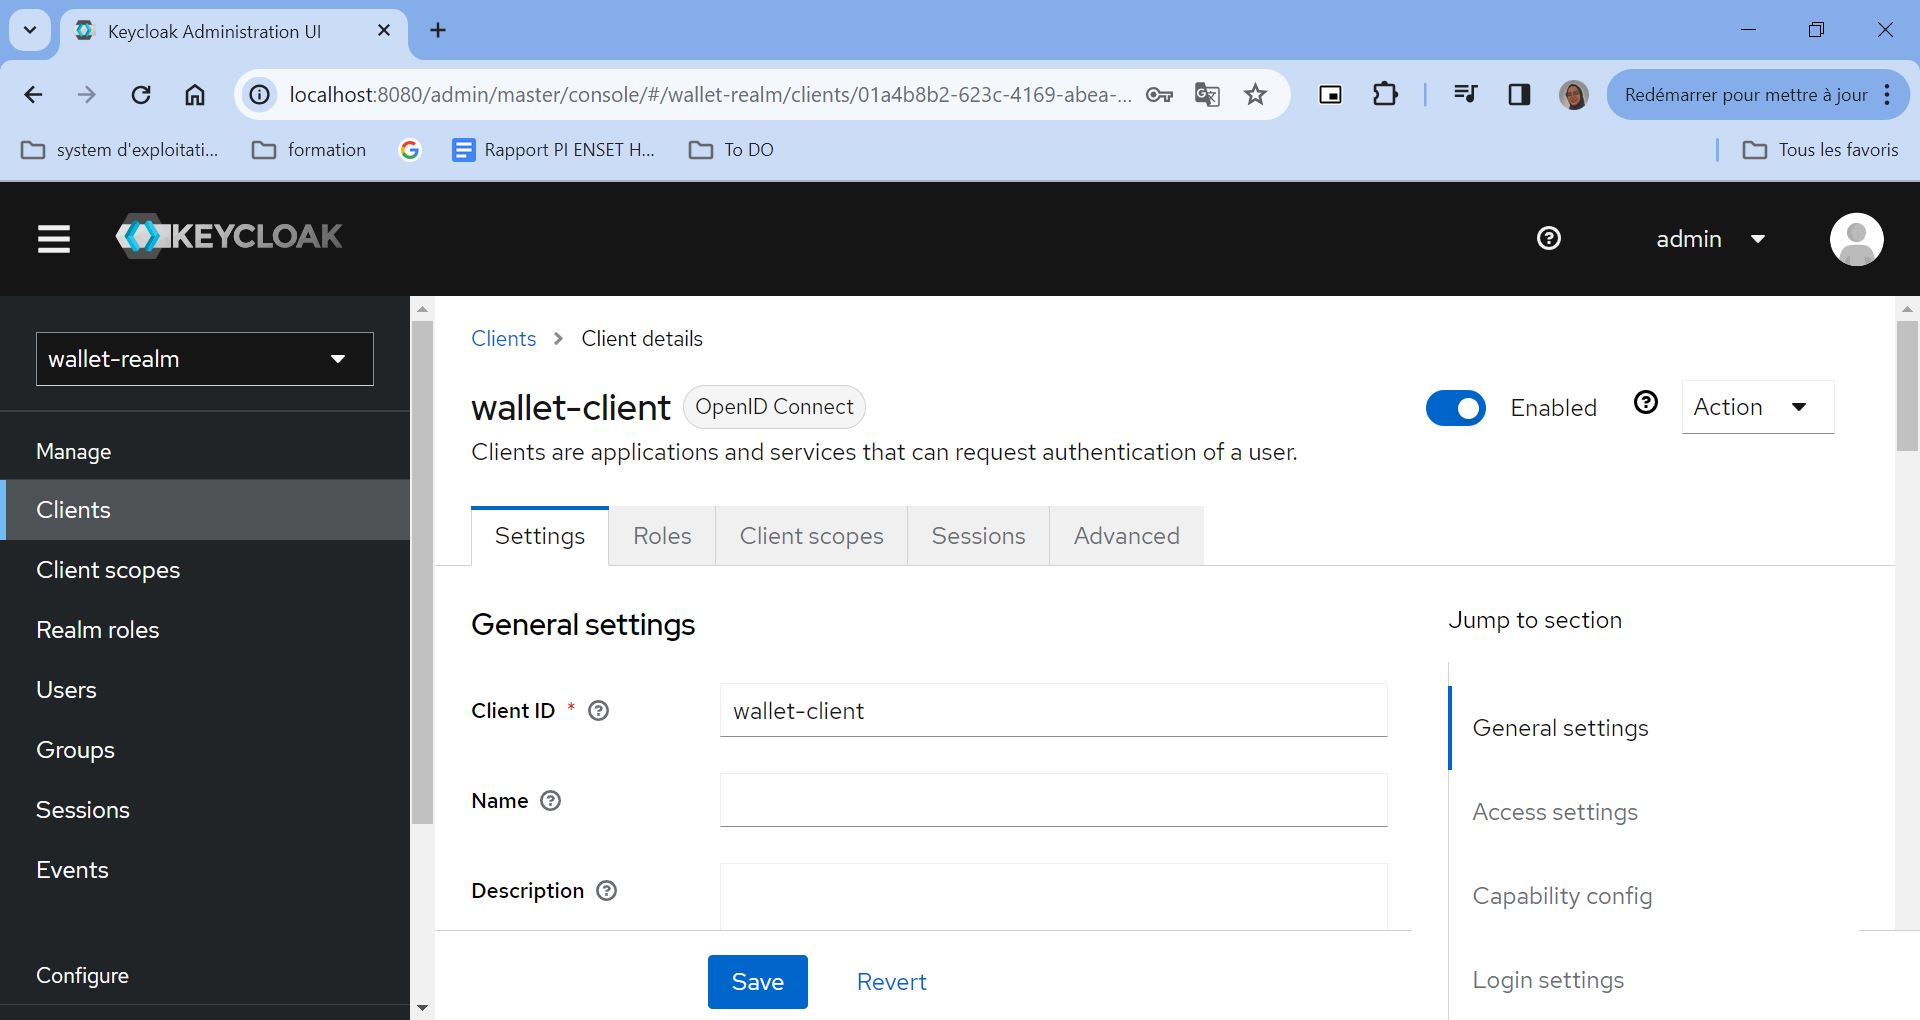 Keycloak Administration UI
localhost:8080/admin/master/console/#/wallet-realm/clients/01a4b8b2-623c-4169-abea-...
Redémarrer pour mettre à jour
system d'exploitati...
formation
Rapport PI ENSET H...
To DO
Tous les favoris
KEYCLOAK
admin
wallet-realm
Manage
Clients
Client scopes
Realm roles
Users
Groups
Sessions
Events
Configure
Clients > Client details
wallet-client OpenID Connect
Enabled
Action
Clients are applications and services that can request authentication of a user.
Settings
Roles
Client scopes
Sessions
Advanced
General settings
Client ID *
wallet-client
Name
Description
Save
Revert
Jump to section
General settings
Access settings
Capability config
Login settings